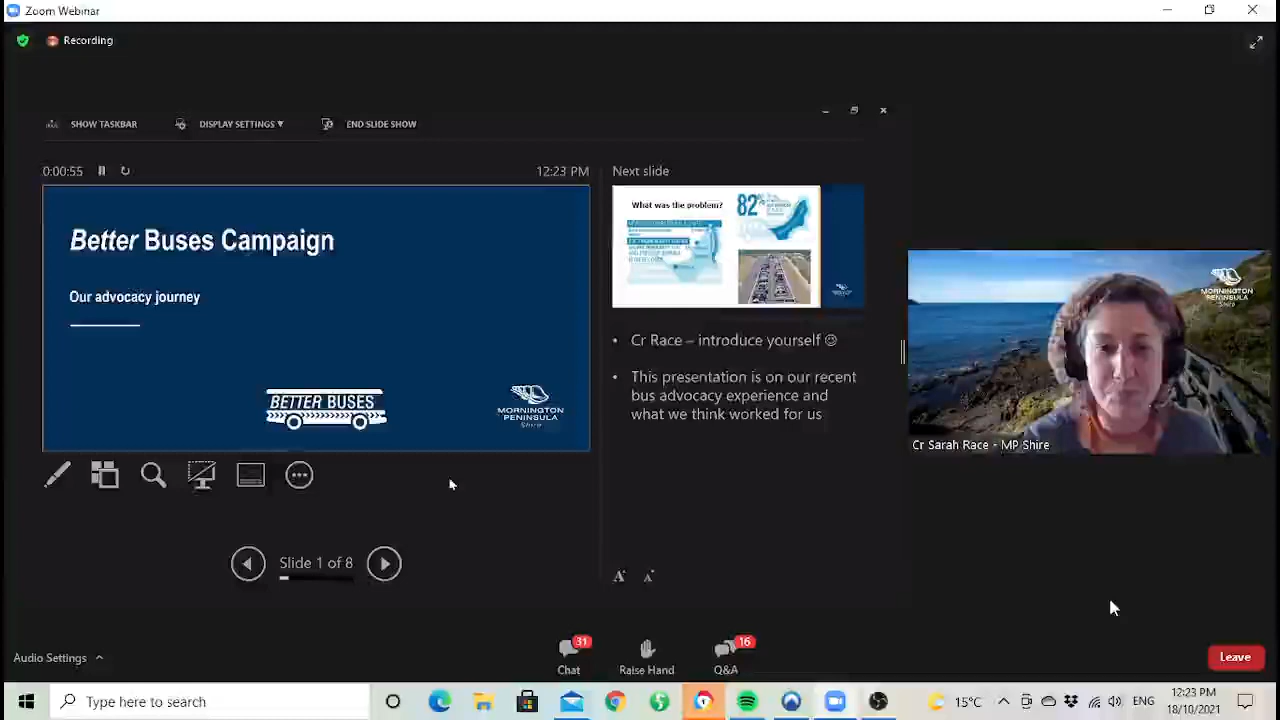 Zoom Webinar
Recording
SHOW TASKBAR
DISPLAY SETTINGS ▼
END SLIDE SHOW
0:00:55
12:23 PM
Better Buses Campaign
Our advocacy journey
BETTER BUSES
MORNINGTON
PENINSULA
Shire
Slide 1 of 8
Next slide
What was the problem?
82%
• Cr Race – introduce yourself ☺
• This presentation is on our recent
bus advocacy experience and
what we think worked for us
MORNINGTON
PENINSULA
Shire
Cr Sarah Race - MP Shire
Audio Settings
31
Chat
Raise Hand
16
Q&A
Leave
Type here to search
15°C
ENG
12:23 PM
18/10/2021